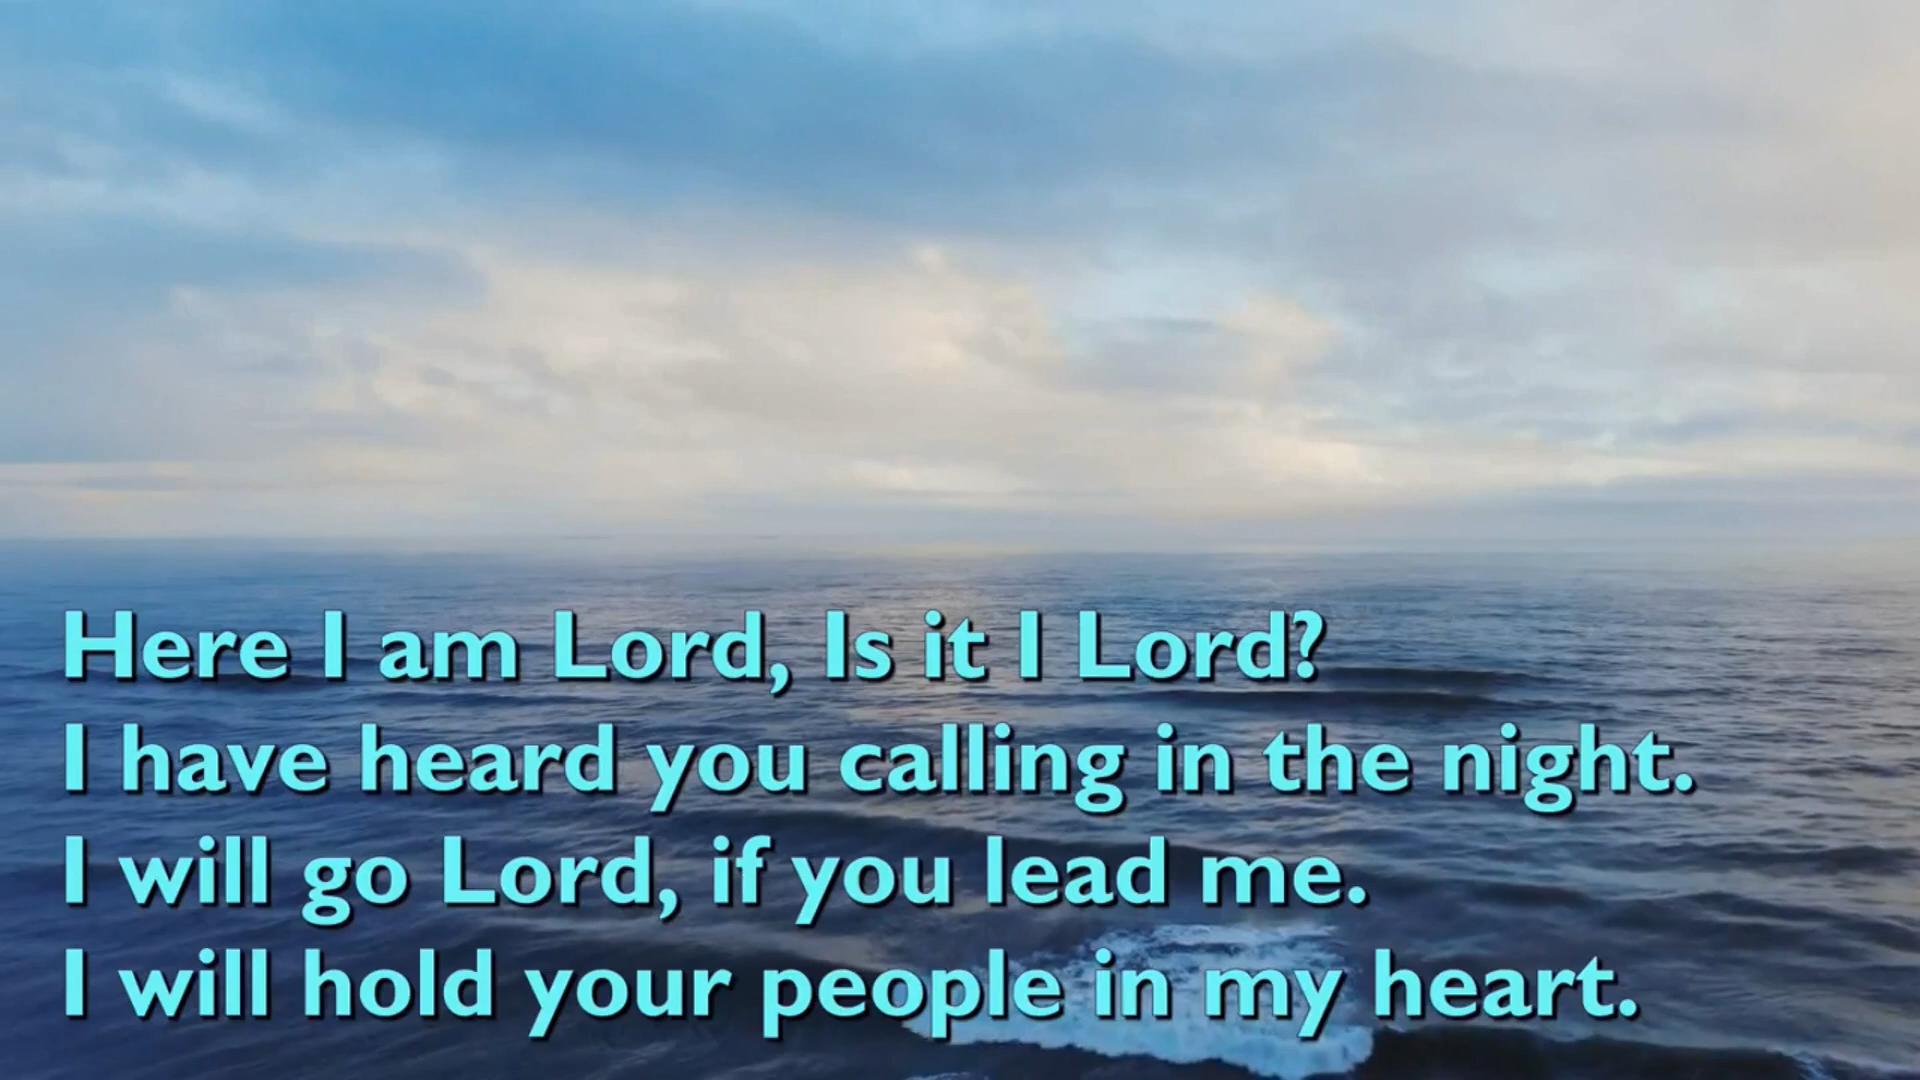 Here I am Lord, Is it I Lord?
I have heard you calling in the night.
I will go Lord, if you lead me.
I will hold your people in my heart.